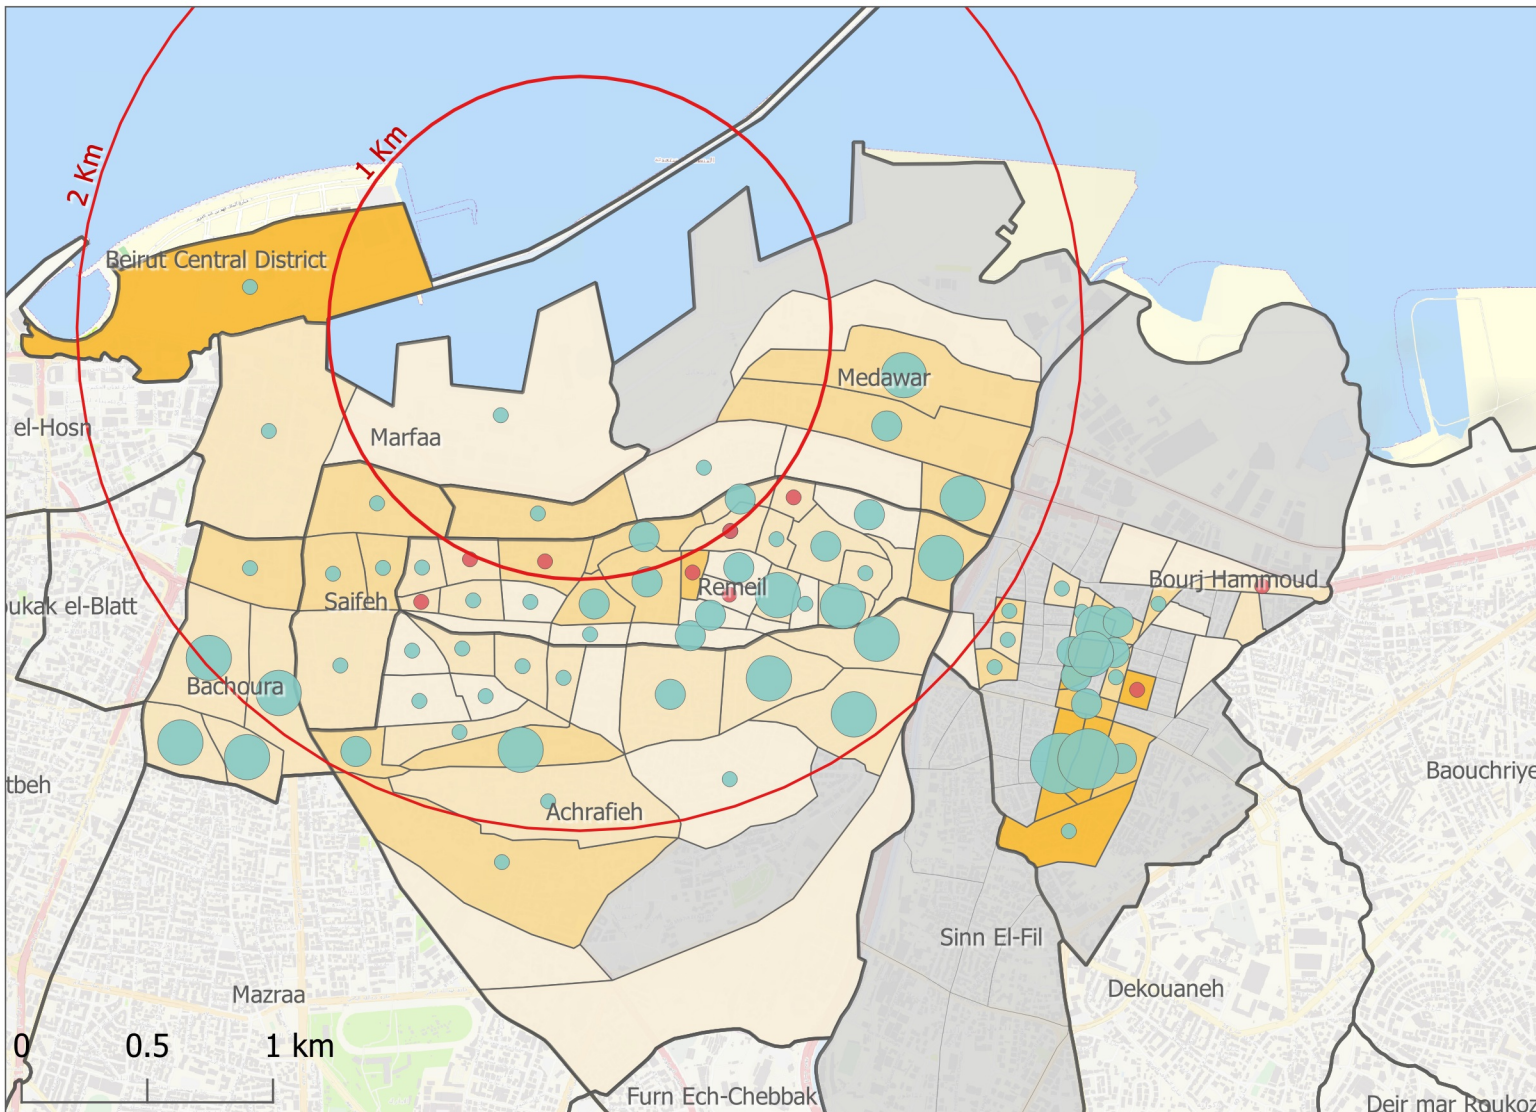 2 Km
1 Km
Beirut Central District
el-Hosn
Marfaa
Medawar
Remeil
Bourj Hammoud
oukak el-Blatt
Saifeh
Bachoura
tbeh
Baouchriye
Achrafieh
Sinn El-Fil
Mazraa
Dekouaneh
0 0.5 1 km
Furn Ech-Chebbak
Deir mar Roukoz